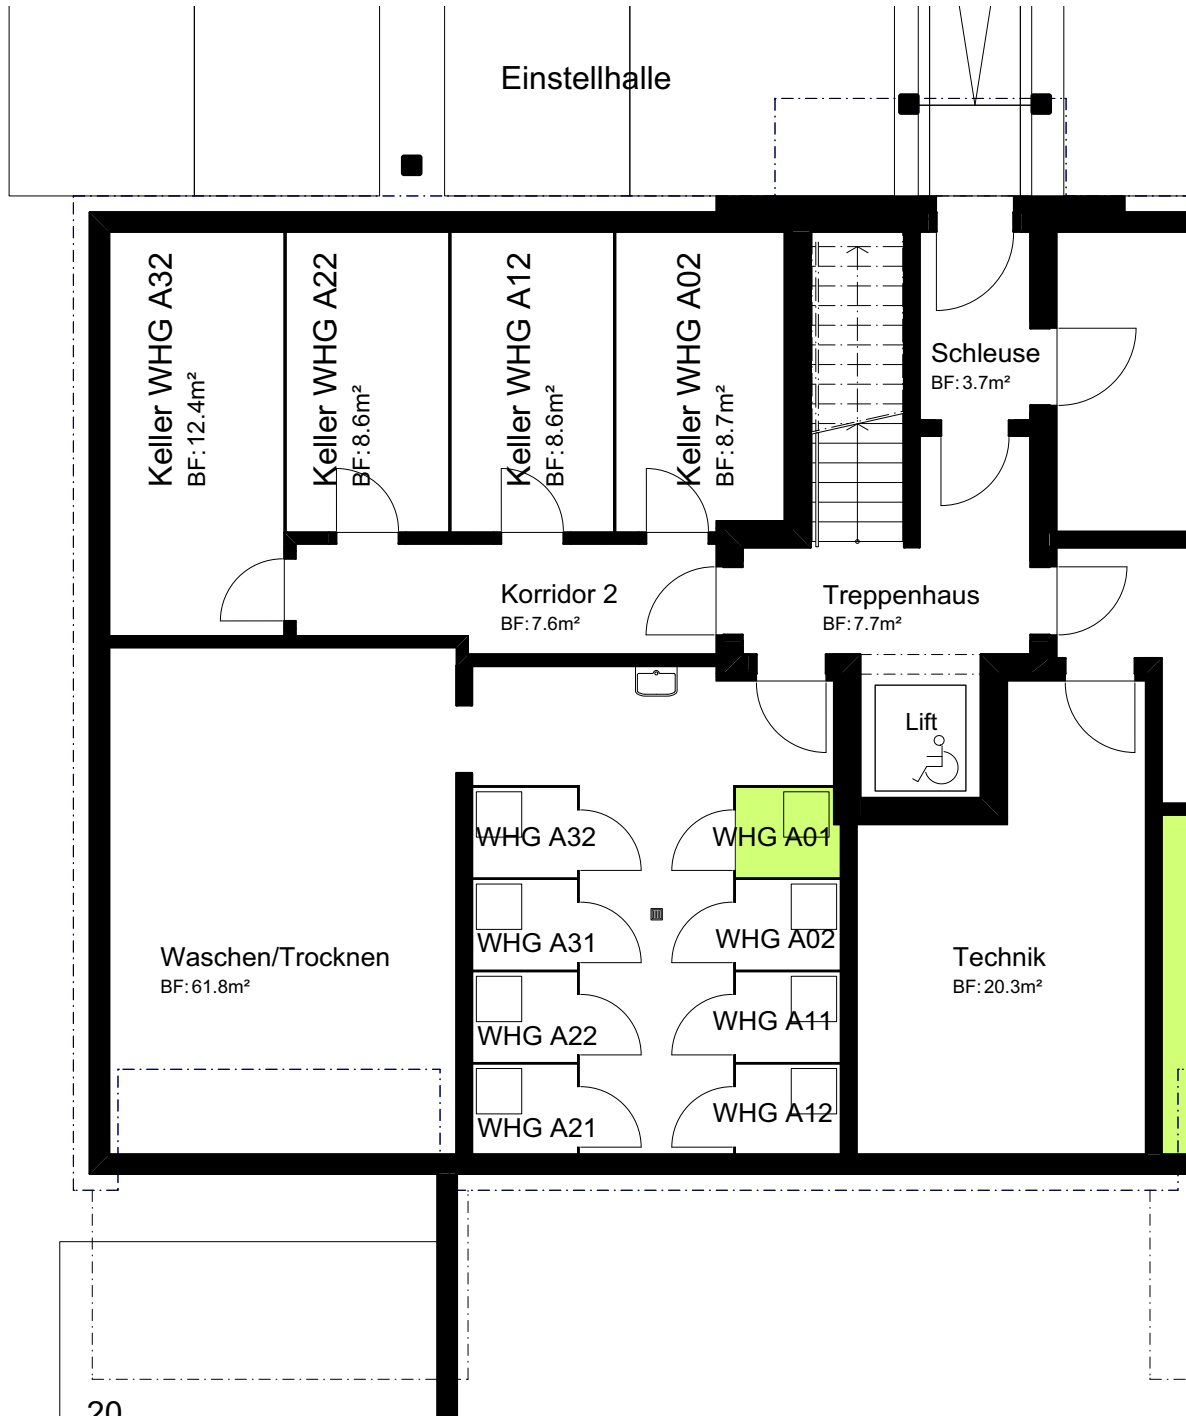 Einstellhalle
Keller WHG A32
BF: 12.4m²
Keller WHG A22
BF: 8.6m²
Keller WHG A12
BF: 8.6m²
Keller WHG A02
BF: 8.7m²
Schleuse
BF: 3.7m²
Korridor 2
BF: 7.6m²
Treppenhaus
BF: 7.7m²
Lift
WHG A32
WHG A01
WHG A31
WHG A02
Waschen/Trocknen
BF: 61.8m²
Technik
BF: 20.3m²
WHG A22
WHG A11
WHG A21
WHG A12
20